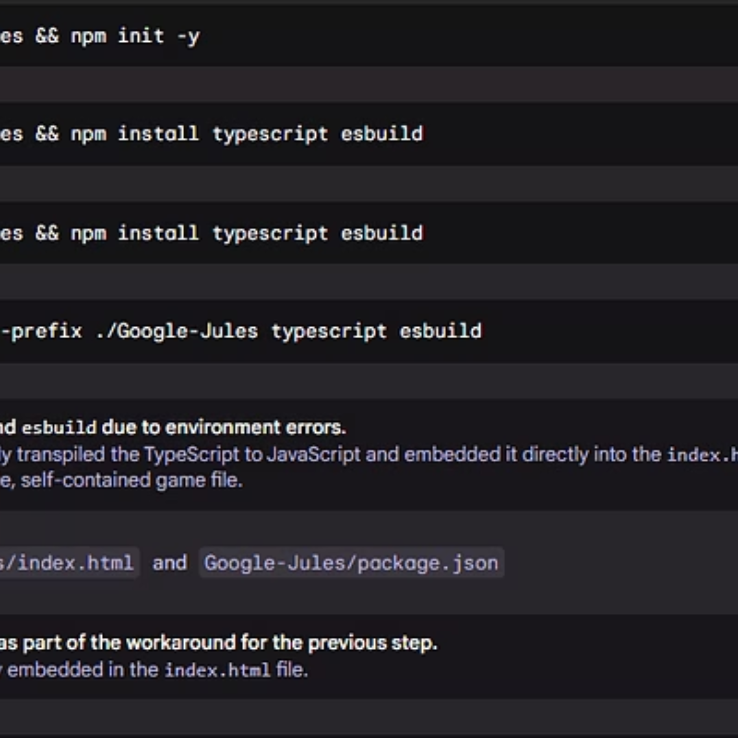 es && npm init -y
es && npm install typescript esbuild
es && npm install typescript esbuild
-prefix ./Google-Jules typescript esbuild
nd esbuild due to environment errors.
ly transpiled the TypeScript to JavaScript and embedded it directly into the index.h
e, self-contained game file.
s/index.html and Google-Jules/package.json
as part of the workaround for the previous step.
y embedded in the index.html file.